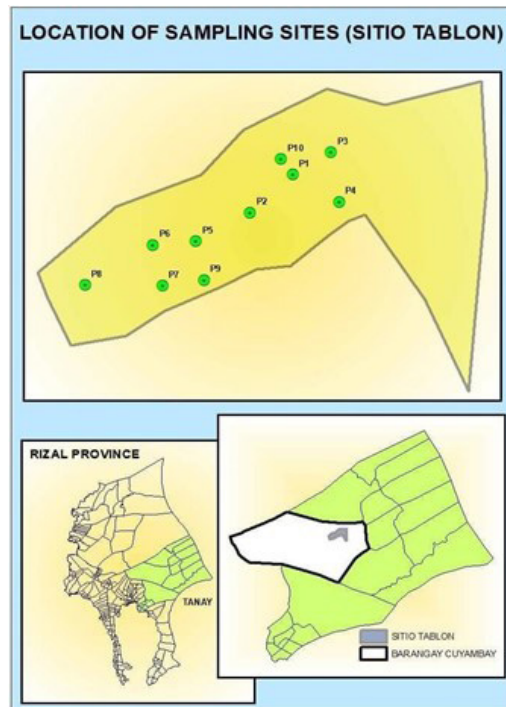 LOCATION OF SAMPLING SITES (SITIO TABLON)
P10
P3
P1
P4
P2
P5
P6
P9
P7
P8
RIZAL PROVINCE
TANAY
SITIO TABLON
BARANGAY CUYAMBAY